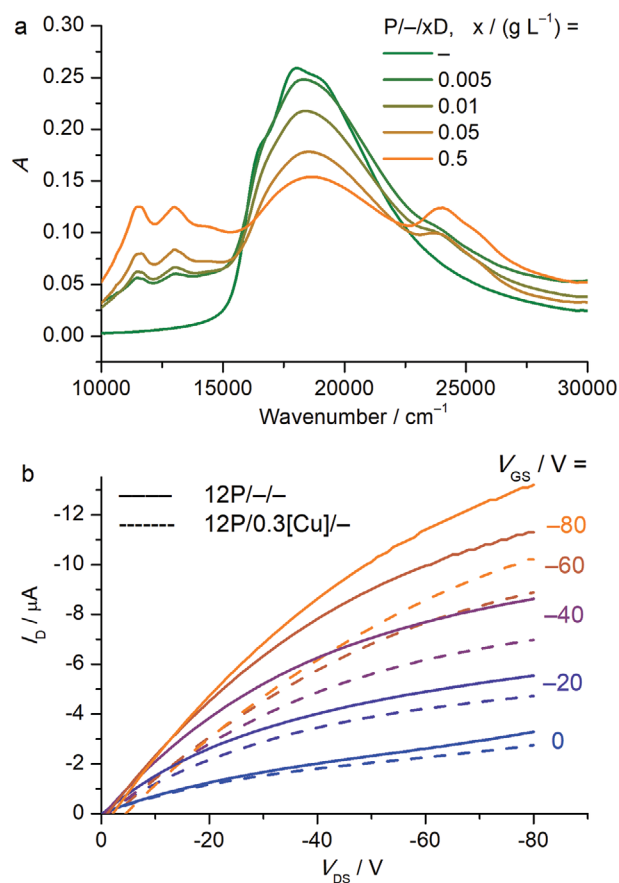 a
P/–/xD, x / (g L⁻¹) =
–
0.005
0.01
0.05
0.5
A
0.30
0.25
0.20
0.15
0.10
0.05
0.00
10000 15000 20000 25000 30000
Wavenumber / cm⁻¹
b
V_GS / V =
12P/–/–
12P/0.3[Cu]/–
–80
–60
–40
–20
0
I_D / μA
-12
-10
-8
-6
-4
-2
0
0 -20 -40 -60 -80
V_DS / V